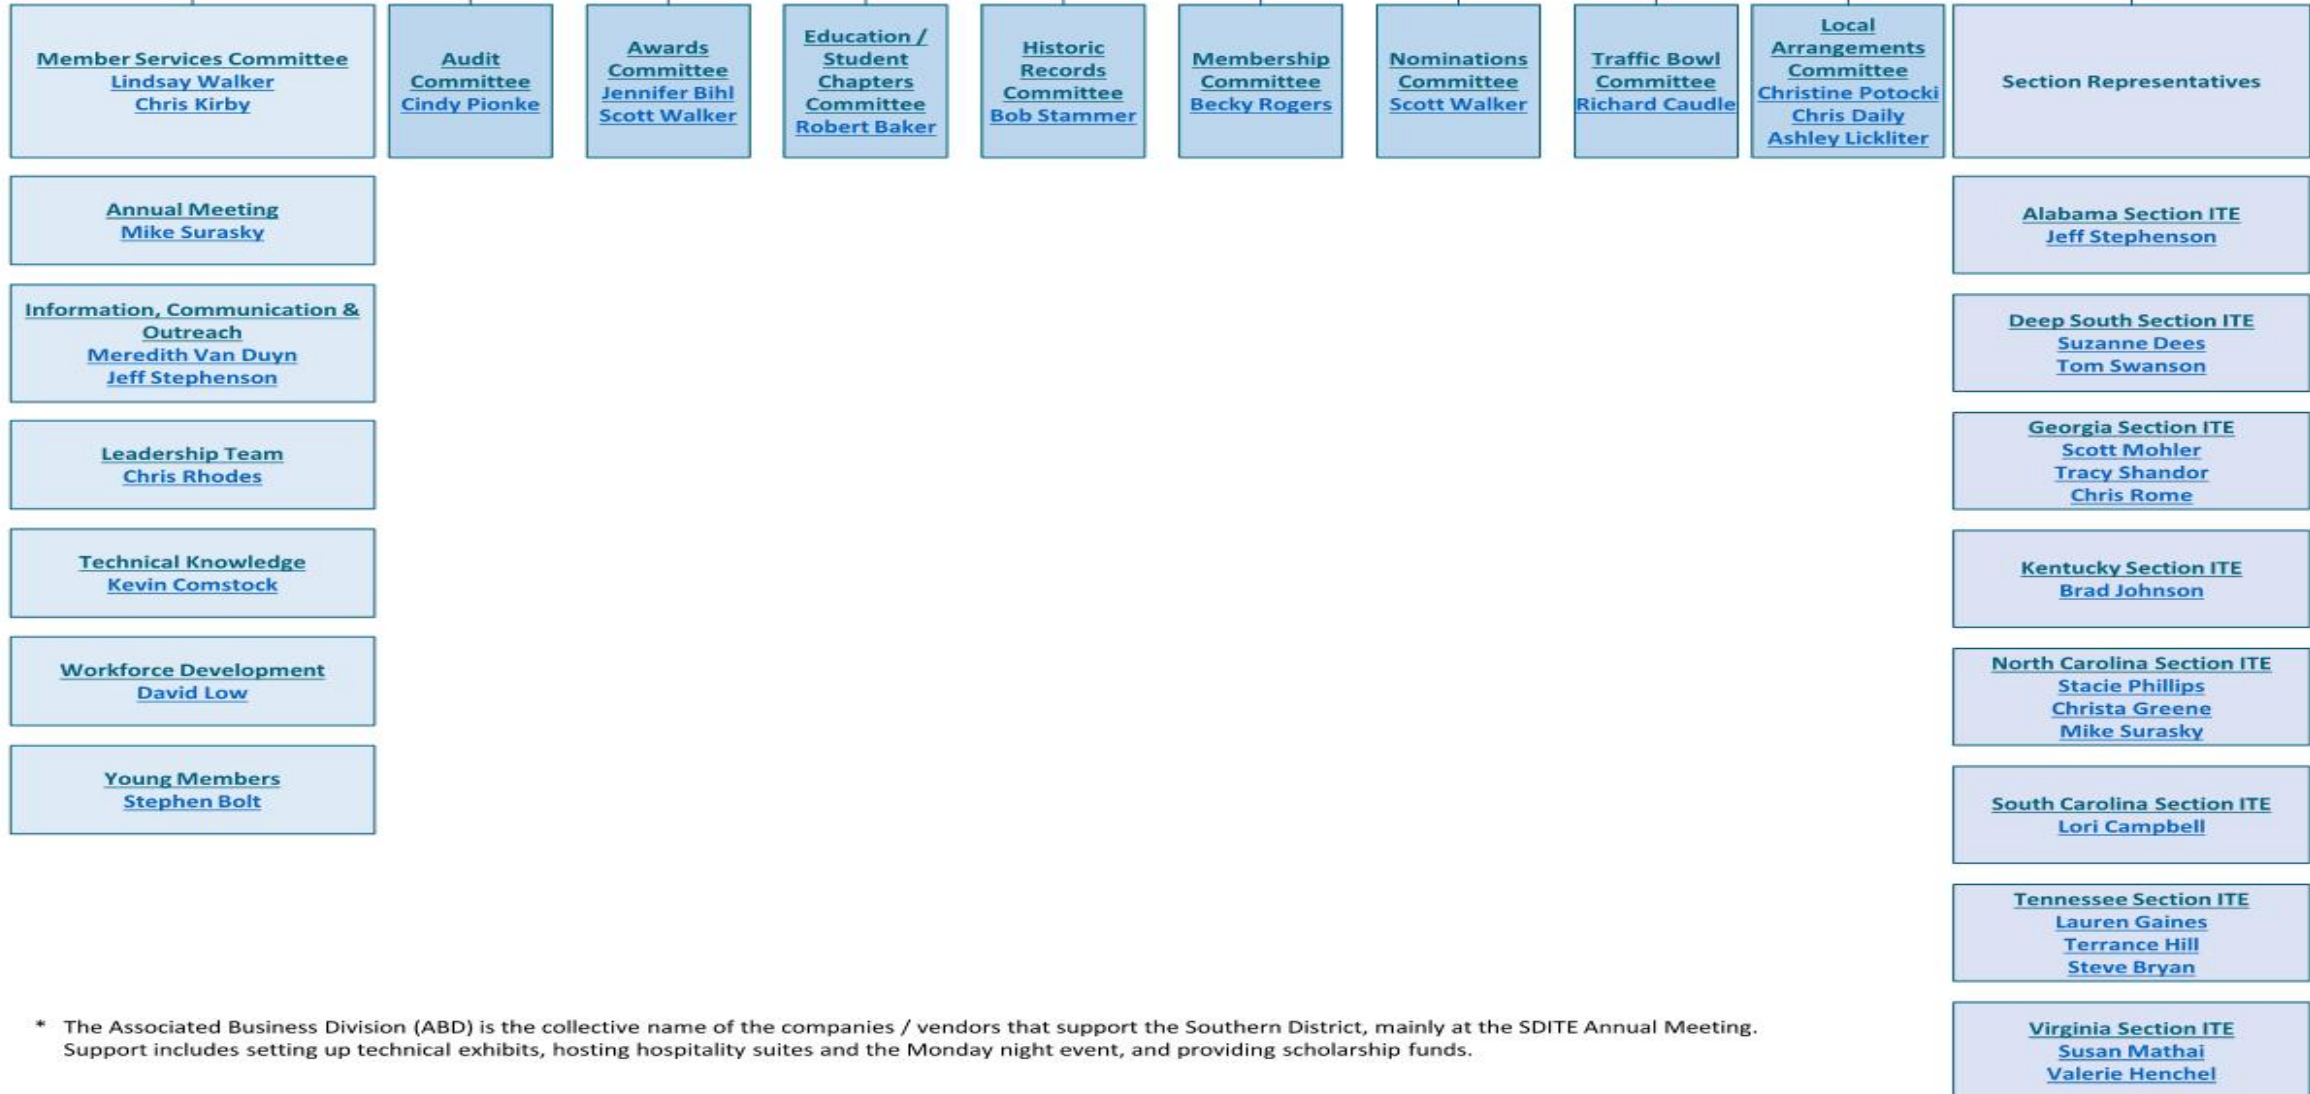 Member Services Committee
Lindsay Walker
Chris Kirby
Audit
Committee
Cindy Pionke
Awards
Committee
Jennifer Bihl
Scott Walker
Education /
Student
Chapters
Committee
Robert Baker
Historic
Records
Committee
Bob Stammer
Membership
Committee
Becky Rogers
Nominations
Committee
Scott Walker
Traffic Bowl
Committee
Richard Caudle
Local
Arrangements
Committee
Christine Potocki
Chris Daily
Ashley Lickliter
Section Representatives
Annual Meeting
Mike Surasky
Information, Communication &
Outreach
Meredith Van Duyn
Jeff Stephenson
Leadership Team
Chris Rhodes
Technical Knowledge
Kevin Comstock
Workforce Development
David Low
Young Members
Stephen Bolt
Alabama Section ITE
Jeff Stephenson
Deep South Section ITE
Suzanne Dees
Tom Swanson
Georgia Section ITE
Scott Mohler
Tracy Shandor
Chris Rome
Kentucky Section ITE
Brad Johnson
North Carolina Section ITE
Stacie Phillips
Christa Greene
Mike Surasky
South Carolina Section ITE
Lori Campbell
Tennessee Section ITE
Lauren Gaines
Terrance Hill
Steve Bryan
Virginia Section ITE
Susan Mathai
Valerie Henchel
* The Associated Business Division (ABD) is the collective name of the companies / vendors that support the Southern District, mainly at the SDITE Annual Meeting.
Support includes setting up technical exhibits, hosting hospitality suites and the Monday night event, and providing scholarship funds.